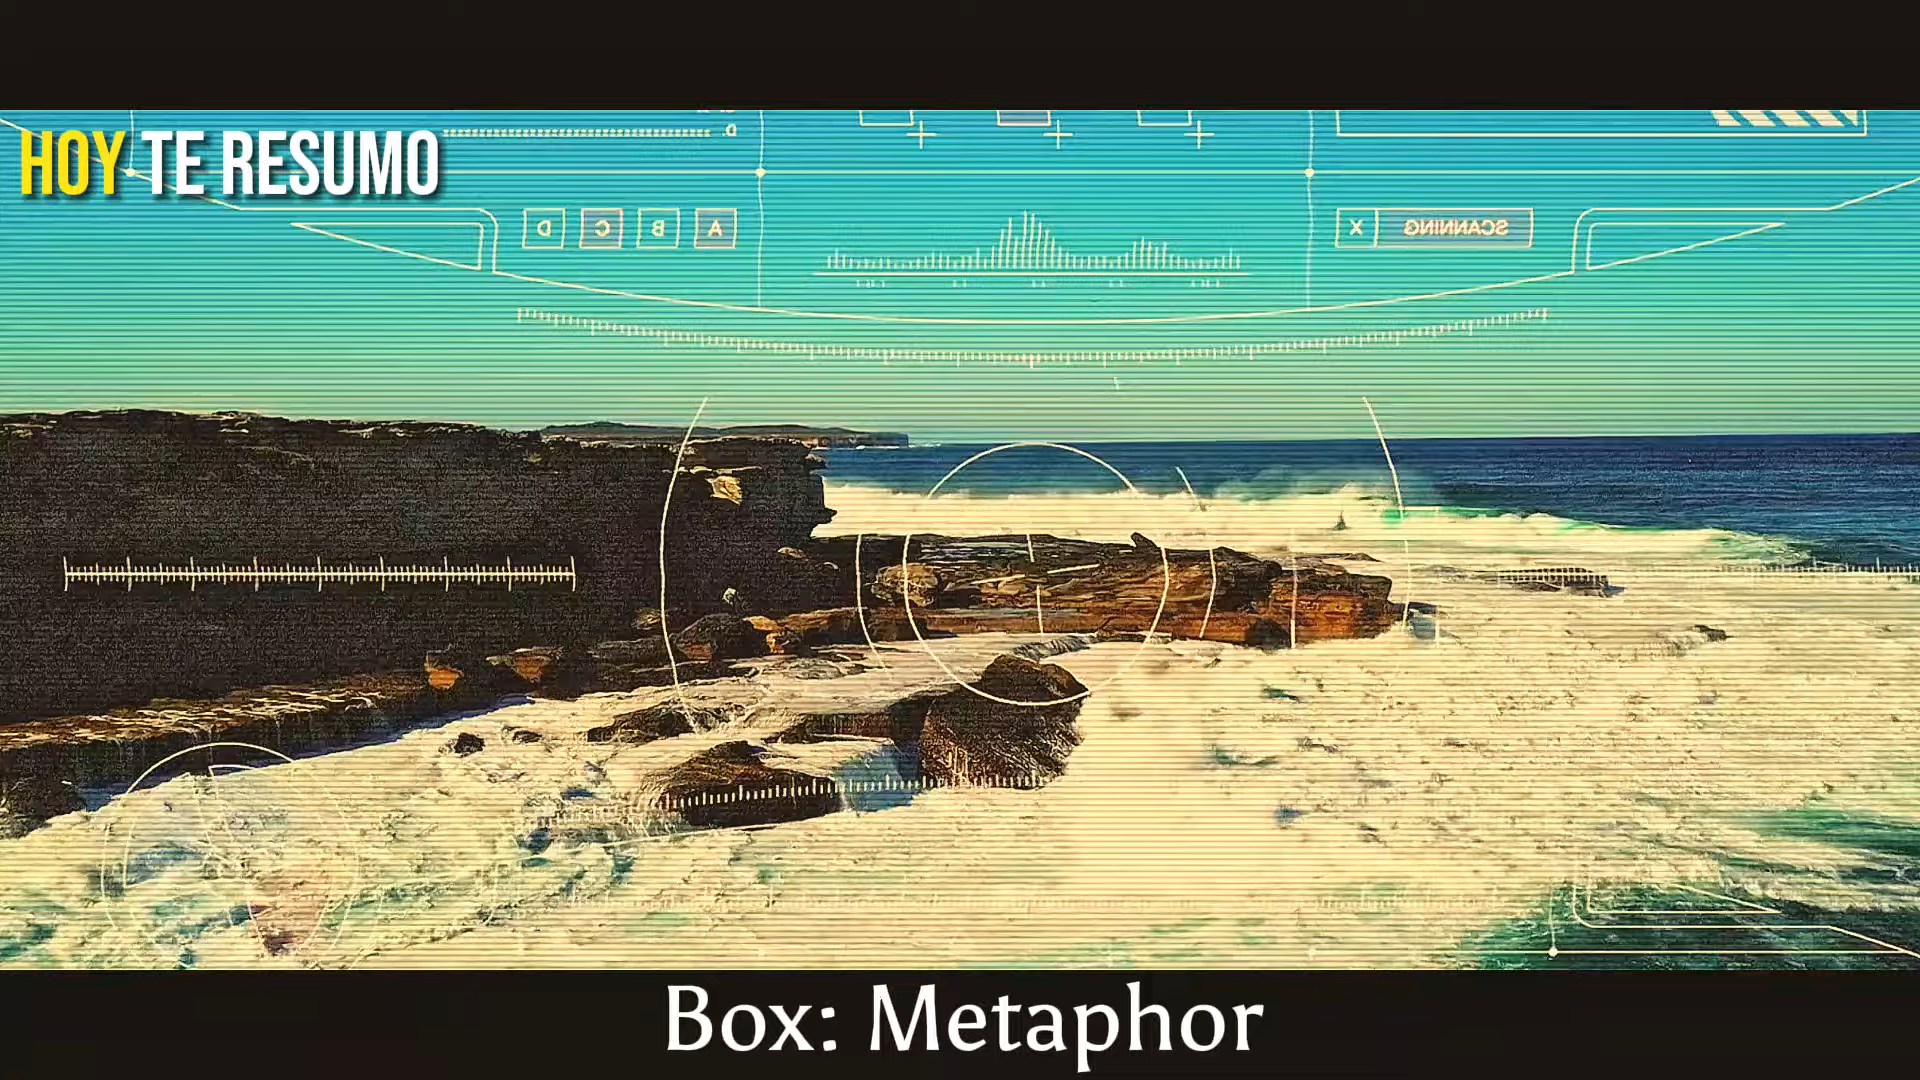 HOY TE RESUMO
D.
D C B A
X SCANNING
Box: Metaphor